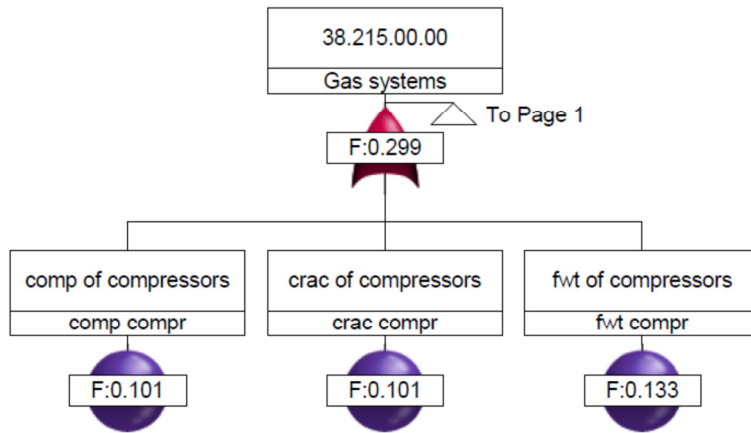 38.215.00.00
Gas systems
To Page 1
F:0.299
comp of compressors
crac of compressors
fwt of compressors
comp compr
crac compr
fwt compr
F:0.101
F:0.101
F:0.133